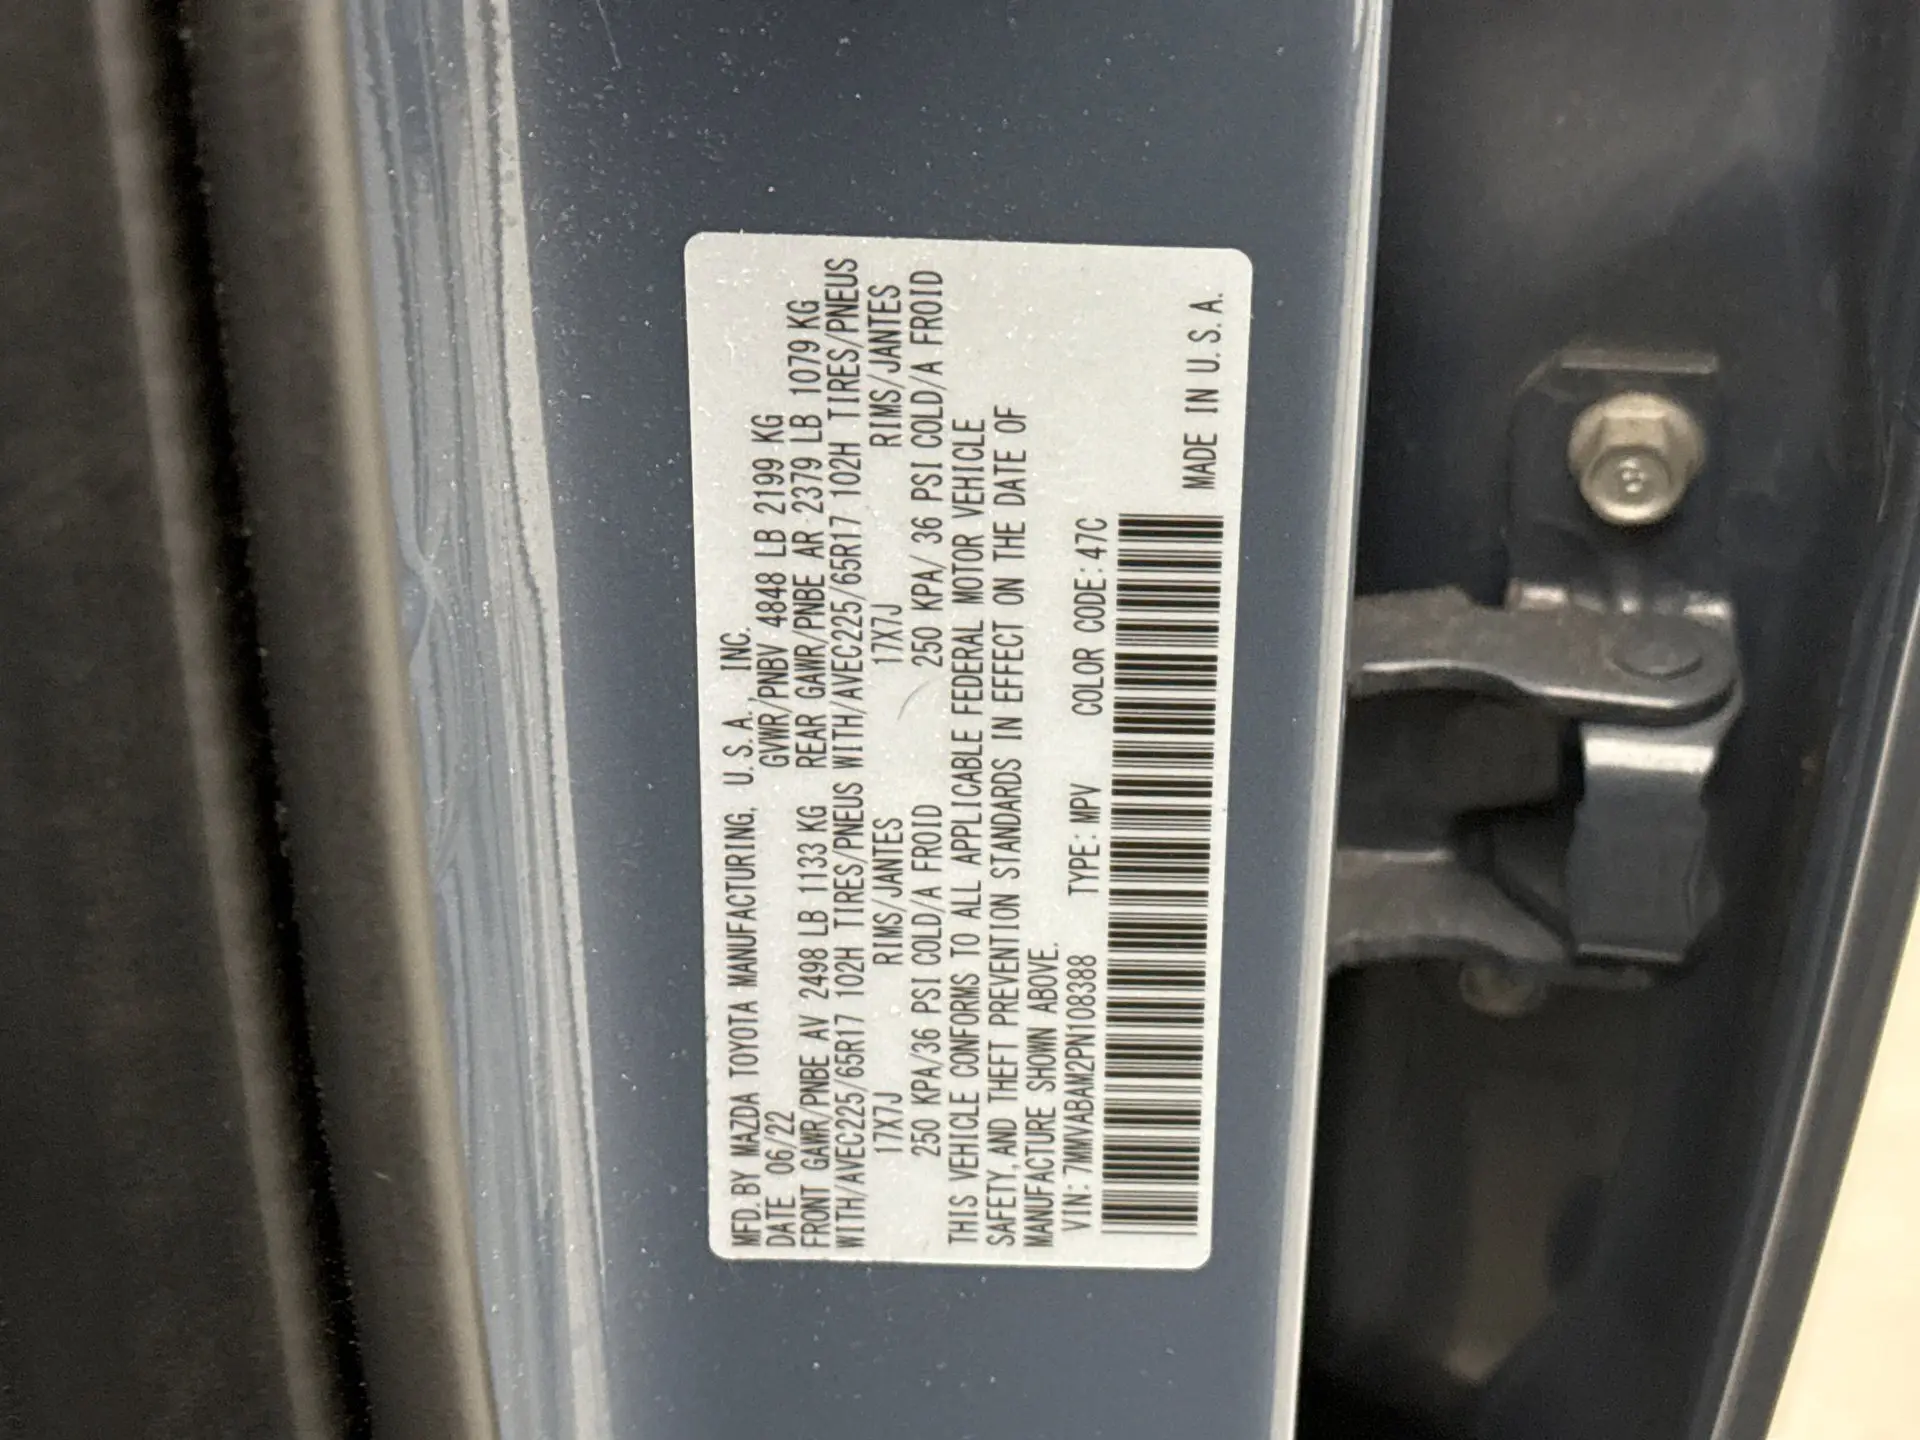 MFD. BY MAZDA TOYOTA MANUFACTURING, U.S.A., INC.
DATE 06/22 GVWR/PNBV 4848 LB 2199 KG
FRONT GAWR/PNBE AV 2498 LB 1133 KG REAR GAWR/PNBE AR 2379 LB 1079 KG
WITH/AVEC225/65R17 102H TIRES/PNEUS WITH/AVEC225/65R17 102H TIRES/PNEUS
17X7J RIMS/JANTES 17X7J RIMS/JANTES
250 KPA/36 PSI COLD/A FROID 250 KPA/ 36 PSI COLD/A FROID
THIS VEHICLE CONFORMS TO ALL APPLICABLE FEDERAL MOTOR VEHICLE
SAFETY, AND THEFT PREVENTION STANDARDS IN EFFECT ON THE DATE OF
MANUFACTURE SHOWN ABOVE.
VIN: 7MMVABAM2PN108388 TYPE: MPV COLOR CODE: 47C
MADE IN U.S.A.